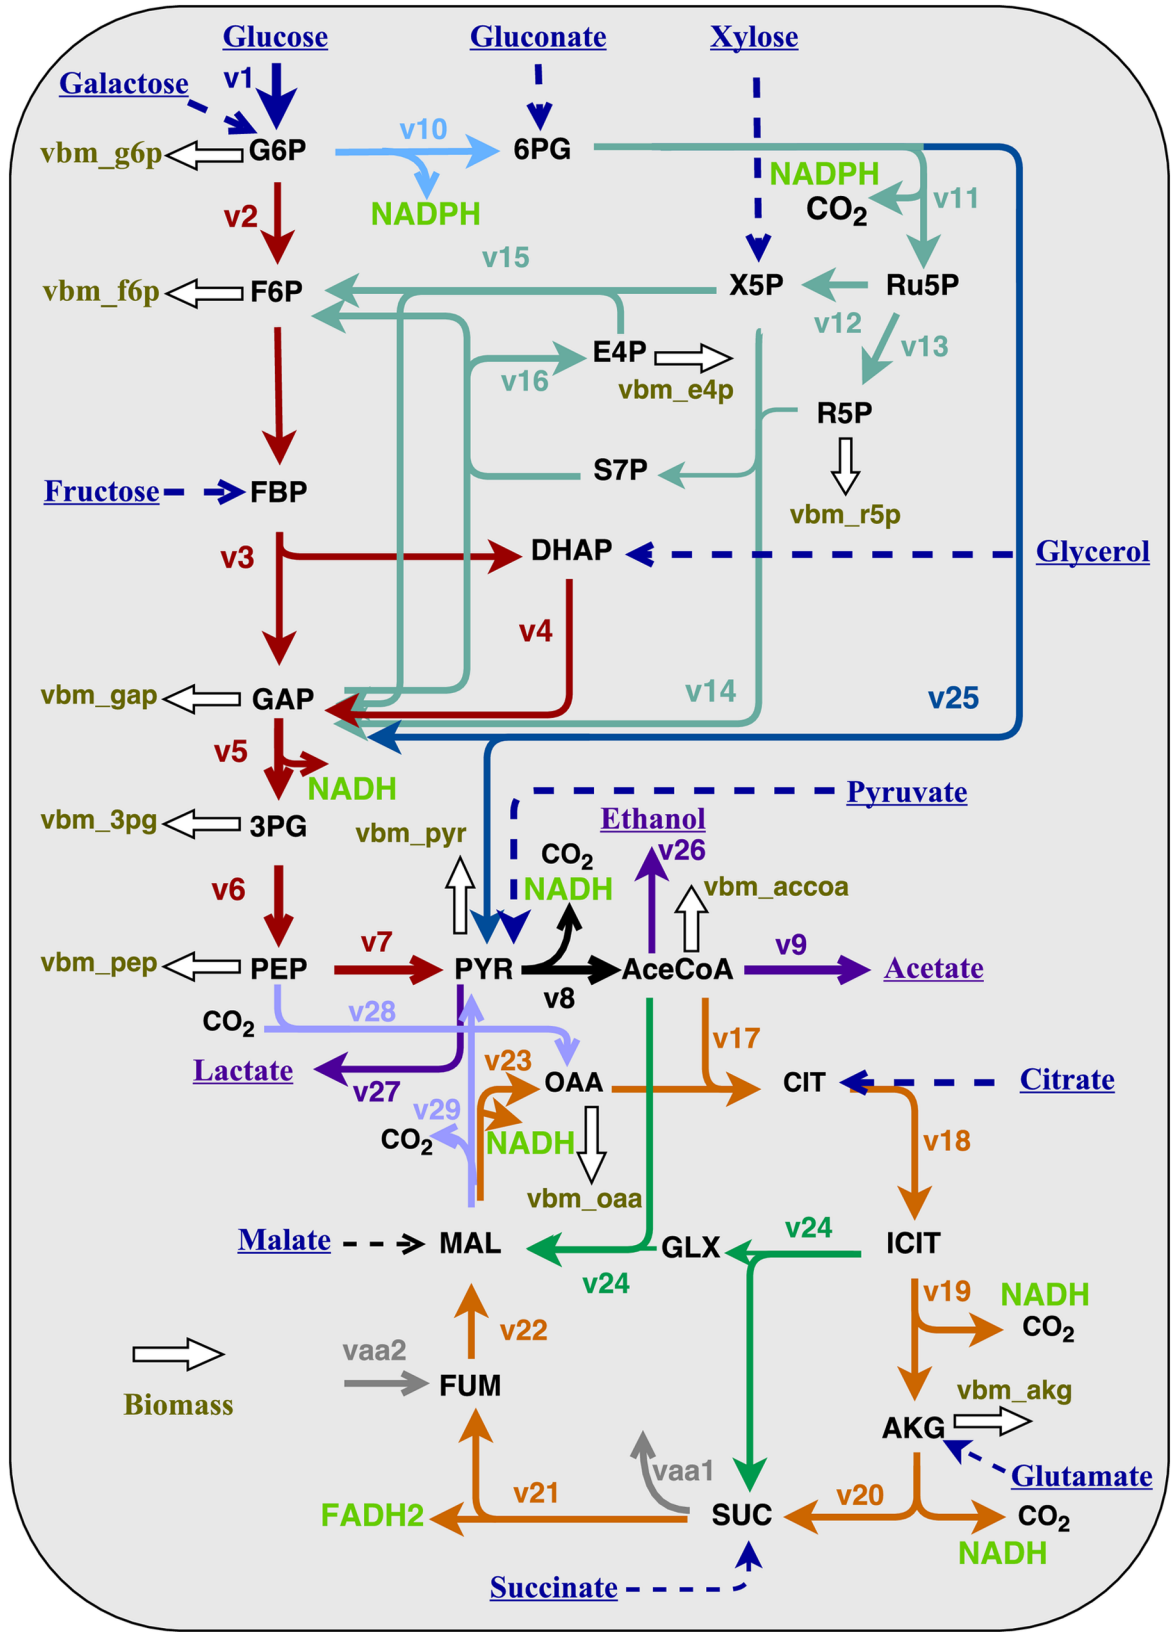 Glucose
Gluconate
Xylose
Galactose
v1
vbm_g6p
G6P
v10
6PG
NADPH
NADPH
CO2
v11
v2
vbm_f6p
F6P
v15
X5P
Ru5P
v12
v13
E4P
v16
vbm_e4p
R5P
S7P
Fructose
FBP
vbm_r5p
v3
DHAP
Glycerol
v4
vbm_gap
GAP
v14
v25
v5
NADH
Pyruvate
vbm_3pg
3PG
vbm_pyr
Ethanol
CO2
v26
NADH
vbm_accoa
v6
vbm_pep
PEP
v7
PYR
v8
AceCoA
v9
Acetate
CO2
v28
v17
Lactate
v27
v23
OAA
CIT
Citrate
v29
CO2
NADH
v18
vbm_oaa
Malate
MAL
GLX
v24
ICIT
v24
v19
NADH
CO2
v22
vaa2
FUM
Biomass
vbm_akg
AKG
vaa1
Glutamate
FADH2
v21
SUC
v20
CO2
NADH
Succinate